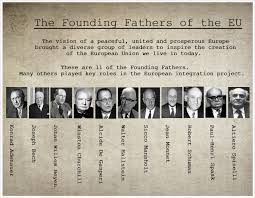 The Founding Fathers of the EU
The vision of a peaceful, united and prosperous Europe
brought a diverse group of leaders to inspire the creation
of the European Union we live in today.
These are 11 of the Founding Fathers.
Many others played key roles in the European integration project.
Konrad Adenauer
Joseph Bech
Johan Willem Beyen
Winston Churchill
Alcide De Gasperi
Walter Hallstein
Sicco Mansholt
Jean Monnet
Robert Schuman
Paul-Henri Spaak
Altiero Spinelli